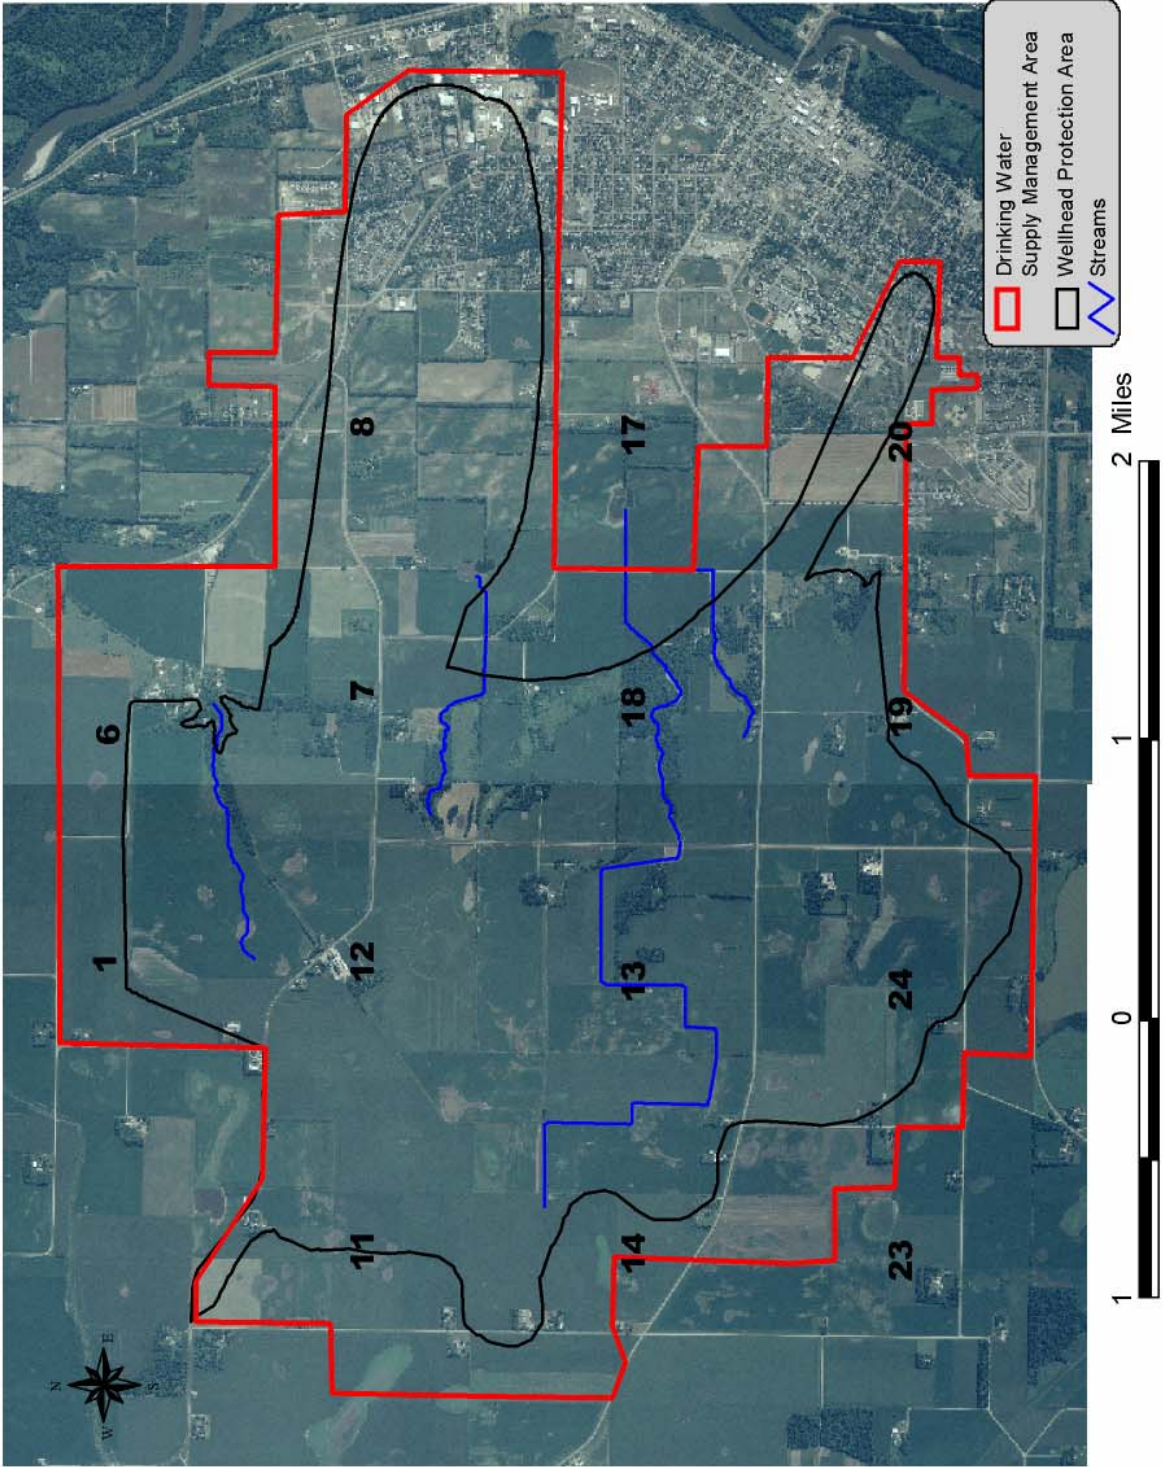 N
W E
S
1 6
11 12 7 8
14 13 18 17
23 24 19 20
Drinking Water
Supply Management Area
Wellhead Protection Area
Streams
1 0 1 2 Miles